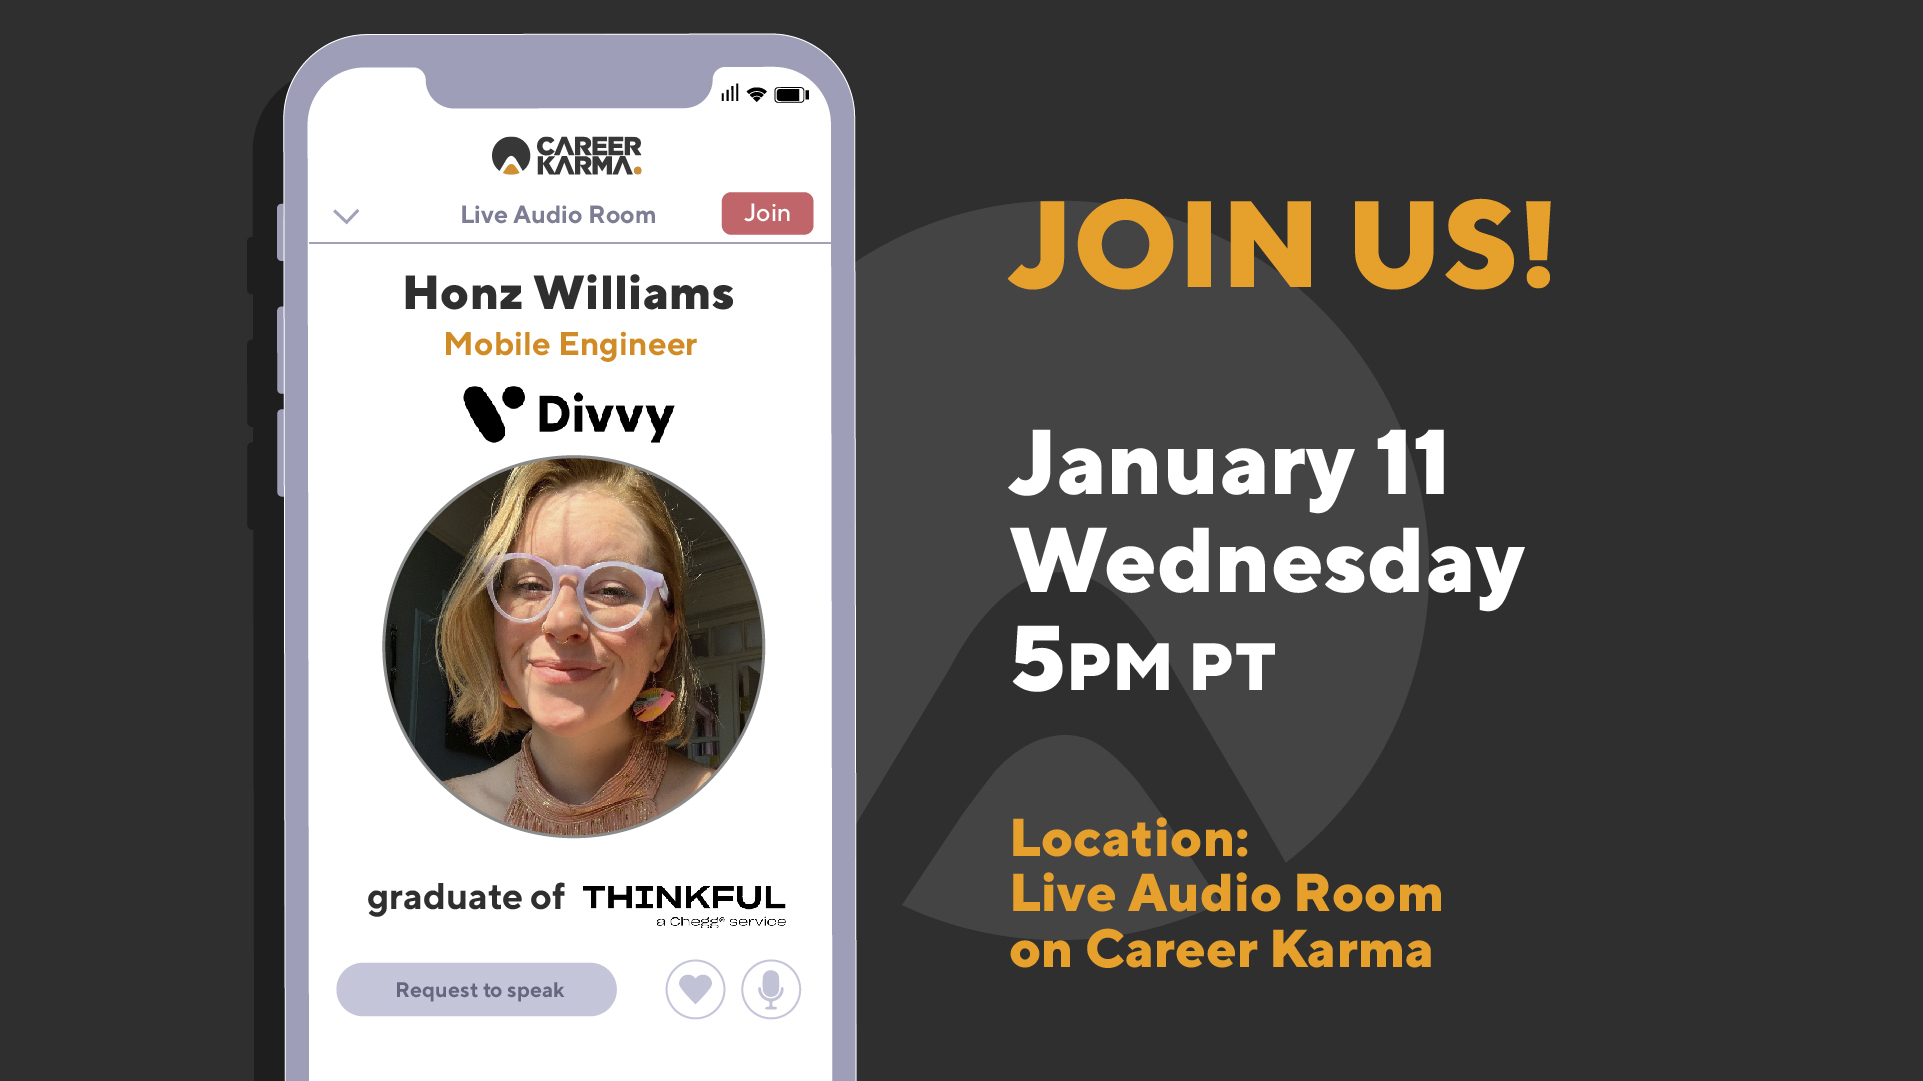 CAREER
KARMA.
Live Audio Room
Join
Honz Williams
Mobile Engineer
Divvy
graduate of THINKFUL
a Chegg® service
Request to speak
JOIN US!
January 11
Wednesday
5PM PT
Location:
Live Audio Room
on Career Karma